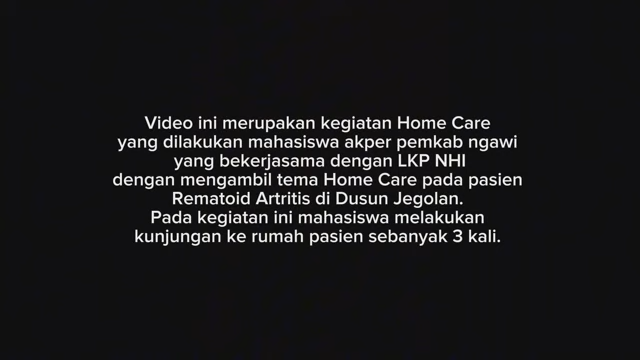 Video ini merupakan kegiatan Home Care
yang dilakukan mahasiswa akper pemkab ngawi
yang bekerjasama dengan LKP NHI
dengan mengambil tema Home Care pada pasien
Rematoid Artritis di Dusun Jegolan.
Pada kegiatan ini mahasiswa melakukan
kunjungan ke rumah pasien sebanyak 3 kali.